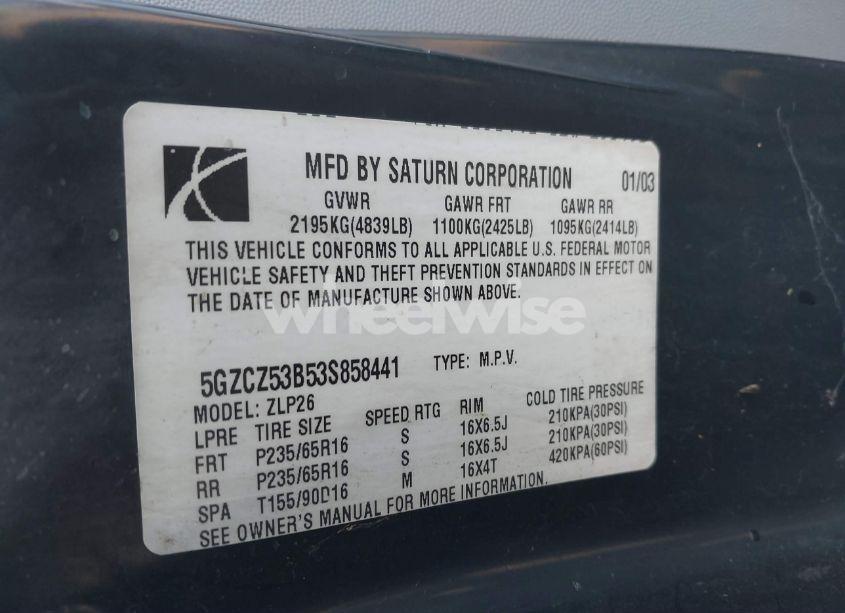 MFD BY SATURN CORPORATION 01/03
GVWR GAWR FRT GAWR RR
2195KG(4839LB) 1100KG(2425LB) 1095KG(2414LB)
THIS VEHICLE CONFORMS TO ALL APPLICABLE U.S. FEDERAL MOTOR
VEHICLE SAFETY AND THEFT PREVENTION STANDARDS IN EFFECT ON
THE DATE OF MANUFACTURE SHOWN ABOVE.
wheelwise
5GZCZ53B53S858441 TYPE: M.P.V.
MODEL: ZLP26
LPRE TIRE SIZE SPEED RTG RIM COLD TIRE PRESSURE
FRT P235/65R16 S 16X6.5J 210KPA(30PSI)
RR P235/65R16 S 16X6.5J 210KPA(30PSI)
SPA T155/90D16 M 16X4T 420KPA(60PSI)
SEE OWNER'S MANUAL FOR MORE INFORMATION.